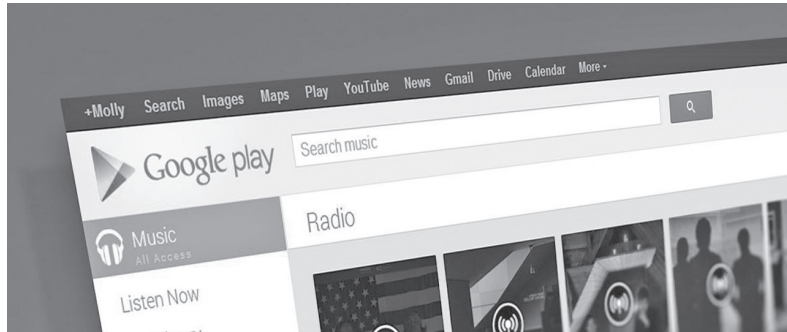 +Molly Search Images Maps Play YouTube News Gmail Drive Calendar More
Google play
Search music
Music
All Access
Radio
Listen Now